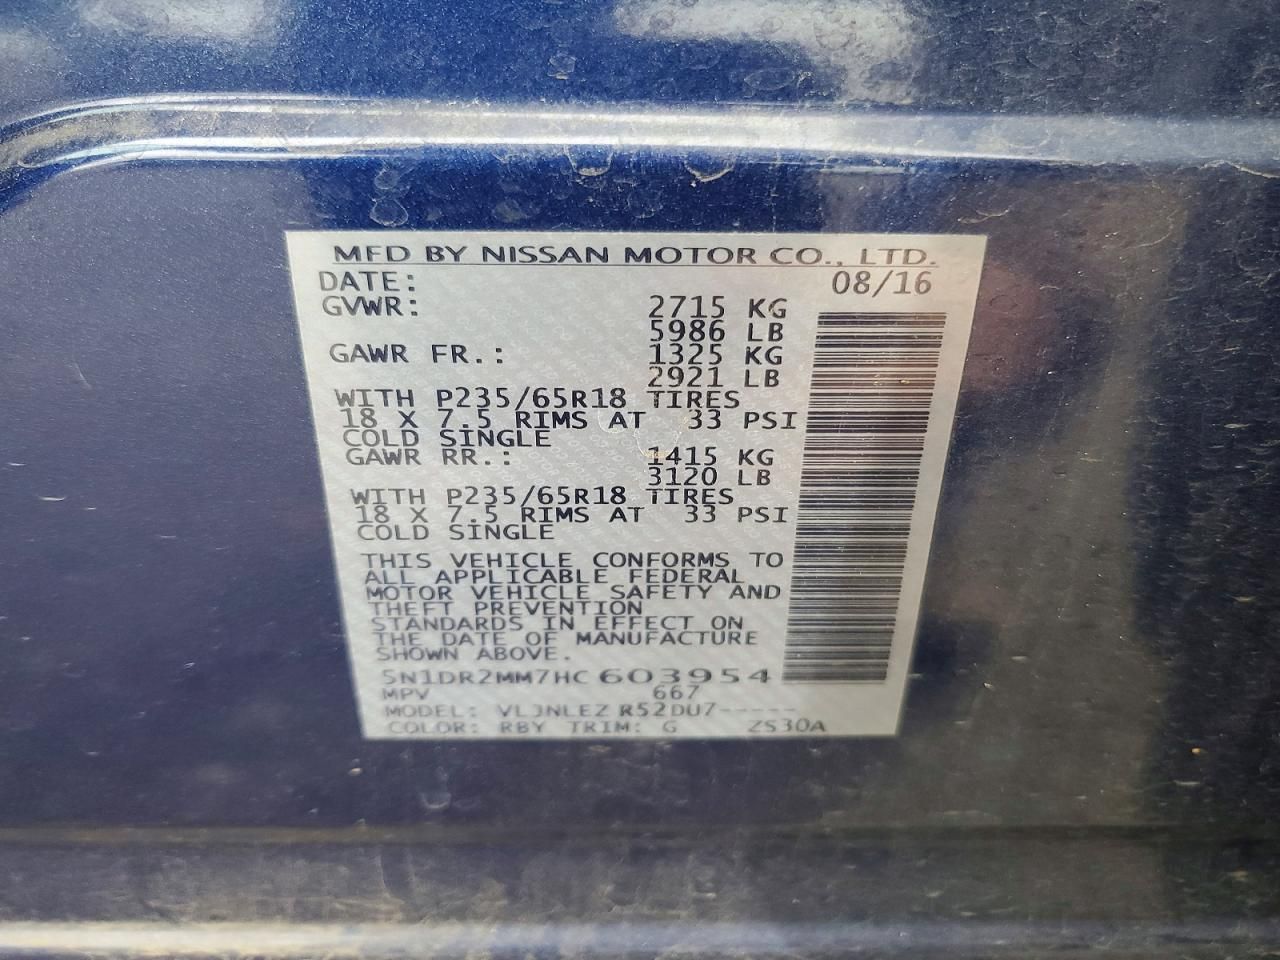 MFD BY NISSAN MOTOR CO., LTD.
DATE: 08/16
GVWR: 2715 KG
5986 LB
GAWR FR.: 1325 KG
2921 LB
WITH P235/65R18 TIRES
18 X 7.5 RIMS AT 33 PSI
COLD SINGLE
GAWR RR.: 1415 KG
3120 LB
WITH P235/65R18 TIRES
18 X 7.5 RIMS AT 33 PSI
COLD SINGLE
THIS VEHICLE CONFORMS TO
ALL APPLICABLE FEDERAL
MOTOR VEHICLE SAFETY AND
THEFT PREVENTION
STANDARDS IN EFFECT ON
THE DATE OF MANUFACTURE
SHOWN ABOVE.
5N1DR2MM7HC603954
MPV 667
MODEL: VLJNLEZ R52DU7-----
COLOR: RBY TRIM: G ZS30A